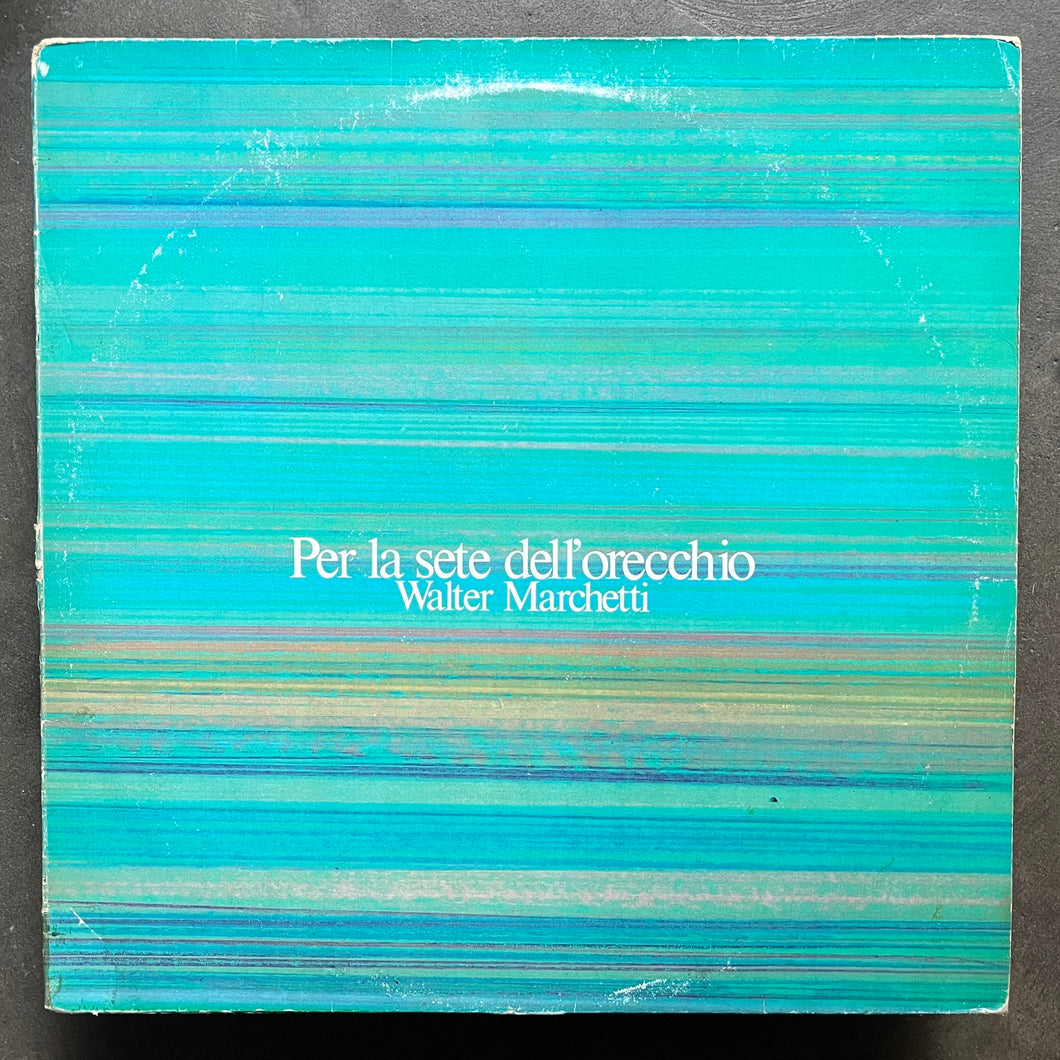 Per la sete dell'orecchio
Walter Marchetti